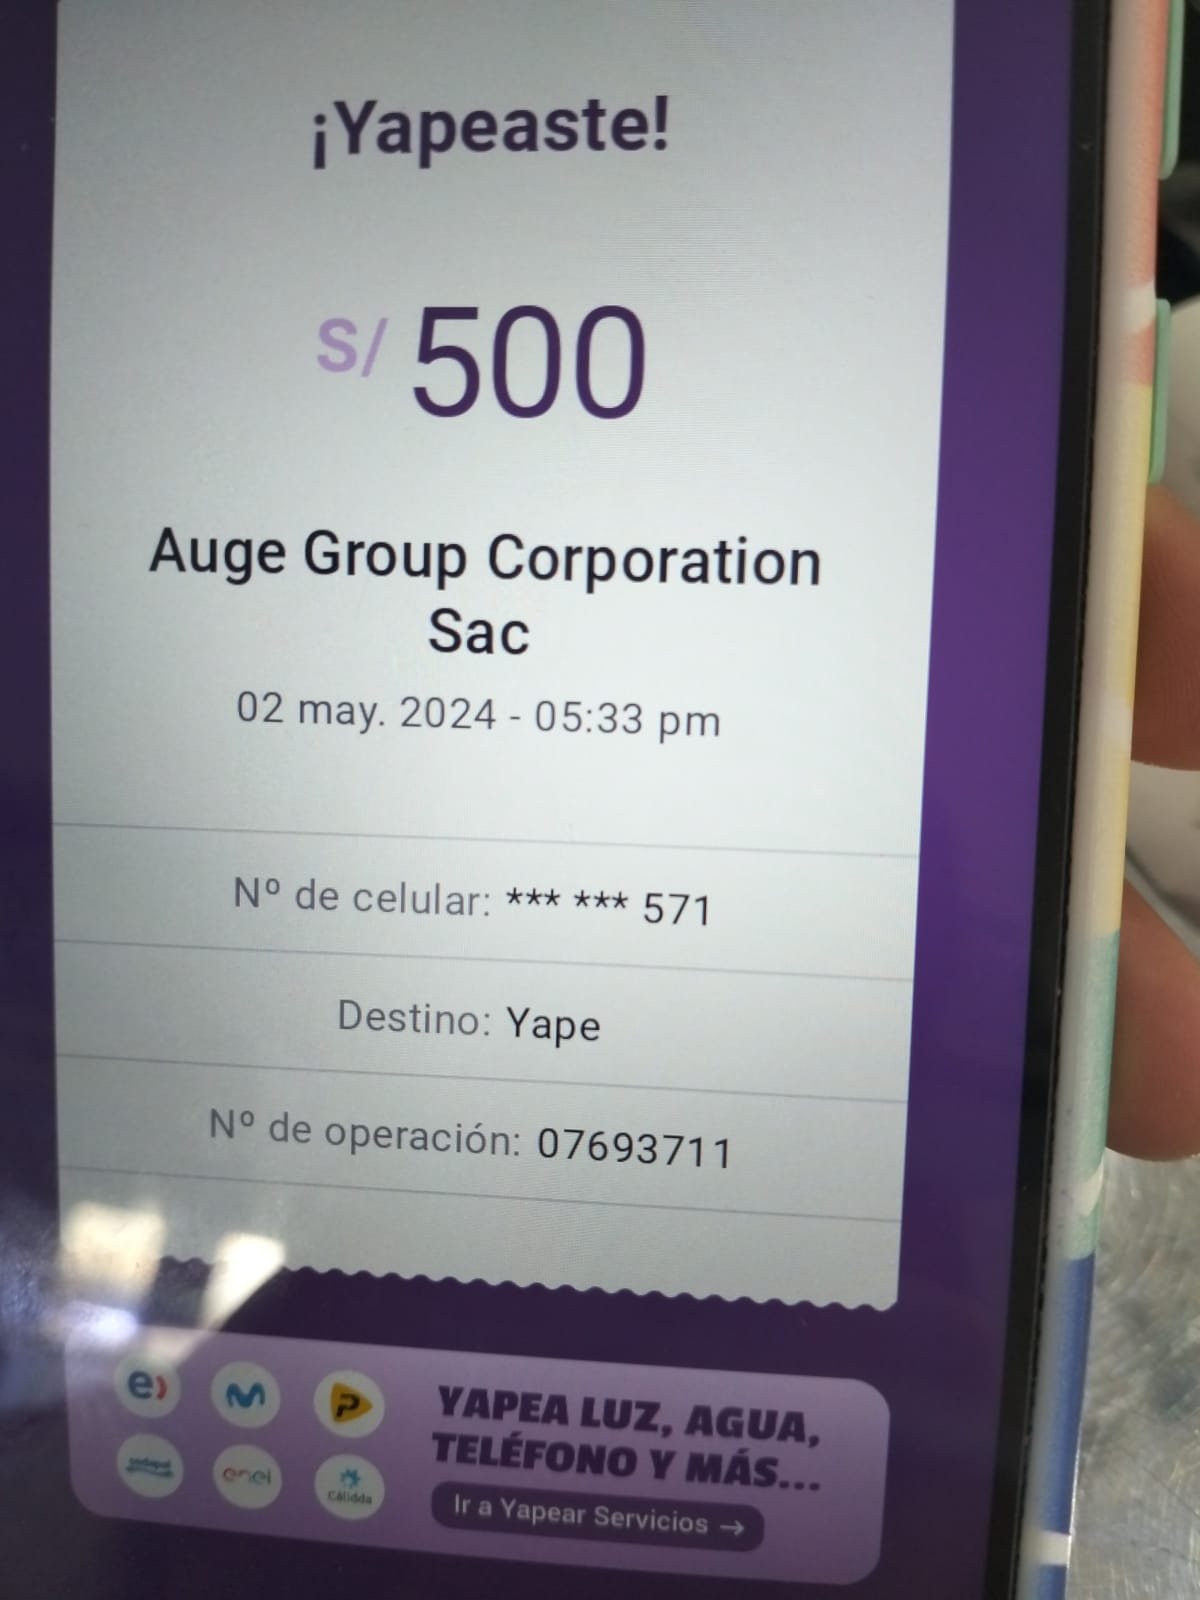 ¡Yapeaste!
S/ 500
Auge Group Corporation
Sac
02 may. 2024 - 05:33 pm
Nº de celular: *** *** 571
Destino: Yape
Nº de operación: 07693711
e)
P
sedapal
enel
Cálidda
YAPEA LUZ, AGUA,
TELÉFONO Y MÁS...
Ir a Yapear Servicios →